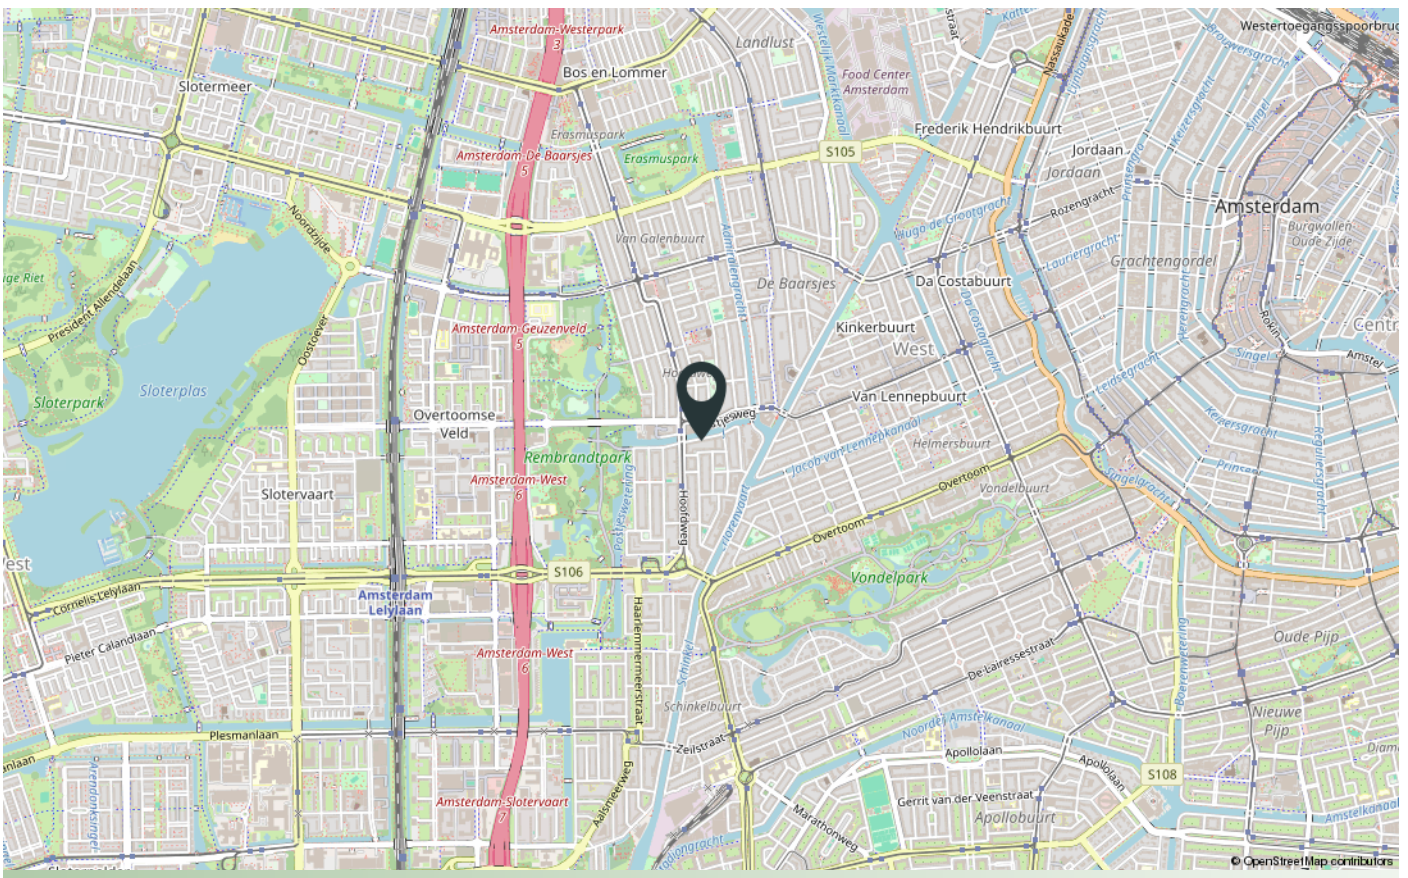 Amsterdam-Westerpark
3
Landlust
Westertoegangsspoorbrug
Bos en Lommer
Food Center
Amsterdam
Slotermeer
Westelijk Marktkanaal
Nassaukade
Brouwersgracht
Keizersgracht
Singel
Erasmuspark
Erasmuspark
Frederik Hendrikbuurt
Amsterdam-De Baarsjes
5
S105
Jordaan
Jordaan
Rozengracht
Amsterdam
Noordzijde
Hugo de Grootgracht
Burgwallen
Oude Zijde
Van Galenbuurt
Admiralengracht
Lauriergracht
Grachtengordel
President Allendelaan
De Baarsjes
Da Costabuurt
Da Costagracht
Oostoever
Amsterdam-Geuzenveld
5
Kinkerbuurt
West
Rokin
Singel
Amstel
Leidsegracht
Sloterplas
Sloterpark
Overtoomse
Veld
Van Lennepbuurt
Keizersgracht
Jacob van Lennepkanaal
Helmersbuurt
Rembrandtpark
Amsterdam-West
6
Slotervaart
Postjeswetering
Hoofdweg
Overtoom
Vondelbuurt
Singelgracht
Reguliersgracht
Overtoom
S106
Vondelpark
Cornelis Lelylaan
Amsterdam
Lelylaan
Haarlemmermeerstraat
Pieter Calandlaan
Amsterdam-West
6
Schinkel
De Lairessestraat
Boerenwetering
Oude Pijp
Schinkelbuurt
Nieuwe
Pijp
Plesmanlaan
Zeilstraat
Noorder Amstelkanaal
Apollolaan
Apollolaan
S108
Aalsmeerweg
Amsterdam-Slotervaart
7
Gerrit van der Veenstraat
Apollobuurt
Marathonweg
Amstelkanaal
© OpenStreetMap contributors